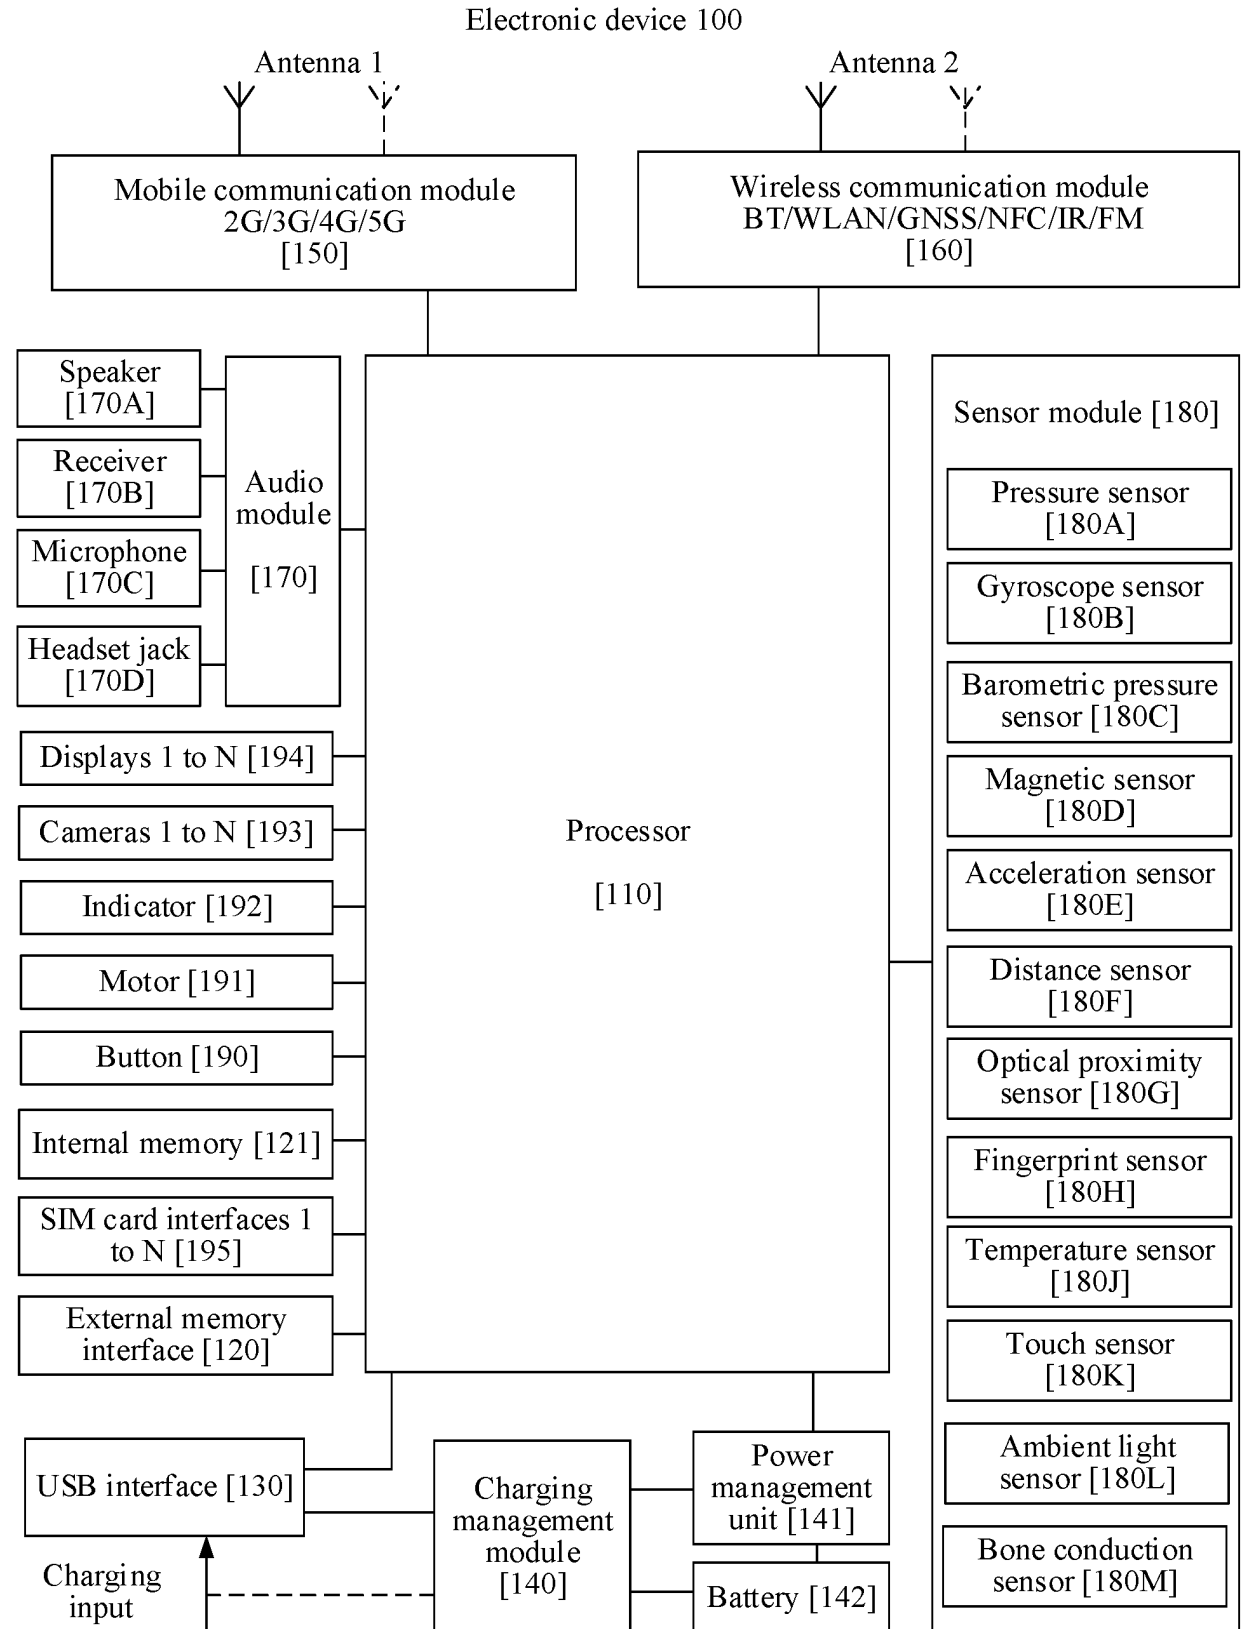 Electronic device 100
Antenna 1
Antenna 2
Mobile communication module
2G/3G/4G/5G
[150]
Wireless communication module
BT/WLAN/GNSS/NFC/IR/FM
[160]
Speaker
[170A]
Receiver
[170B]
Microphone
[170C]
Headset jack
[170D]
Audio
module
[170]
Displays 1 to N [194]
Cameras 1 to N [193]
Indicator [192]
Motor [191]
Button [190]
Internal memory [121]
SIM card interfaces 1
to N [195]
External memory
interface [120]
Processor
[110]
Sensor module [180]
Pressure sensor
[180A]
Gyroscope sensor
[180B]
Barometric pressure
sensor [180C]
Magnetic sensor
[180D]
Acceleration sensor
[180E]
Distance sensor
[180F]
Optical proximity
sensor [180G]
Fingerprint sensor
[180H]
Temperature sensor
[180J]
Touch sensor
[180K]
Ambient light
sensor [180L]
Bone conduction
sensor [180M]
USB interface [130]
Charging
input
Charging
management
module
[140]
Power
management
unit [141]
Battery [142]